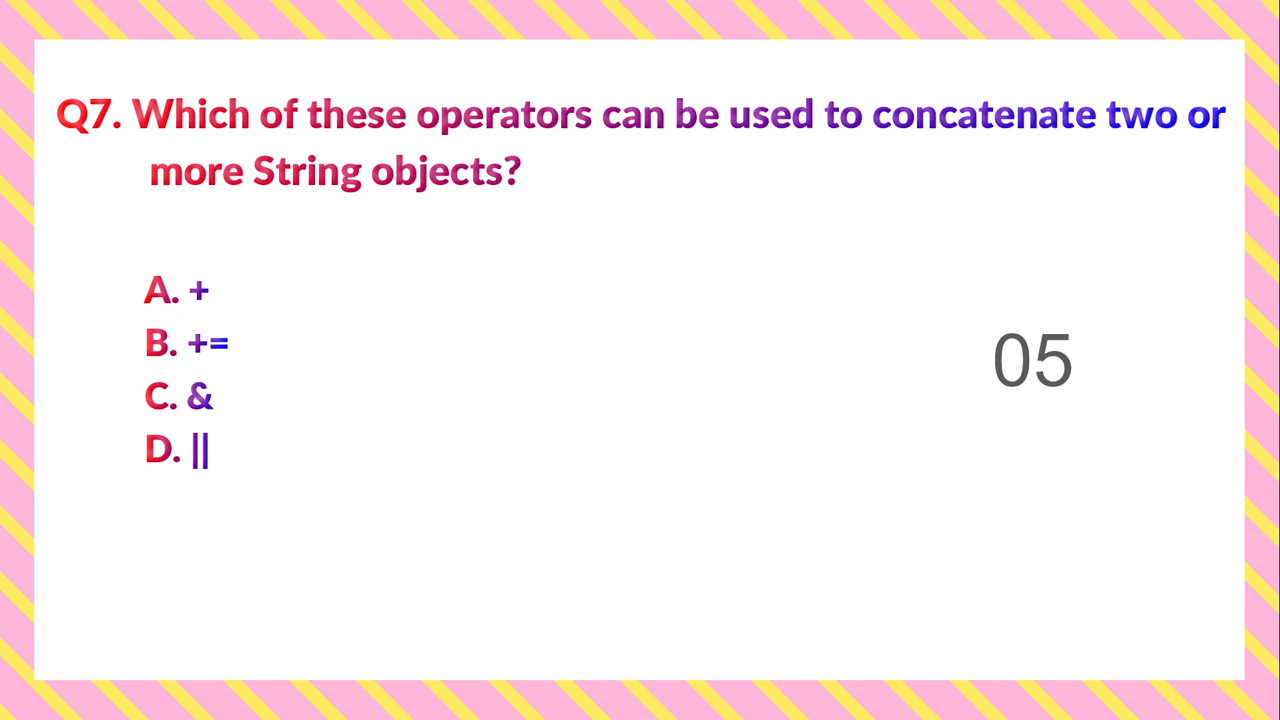 Q7. Which of these operators can be used to concatenate two or
more String objects?
A. +
B. +=
C. &
D. ||
05